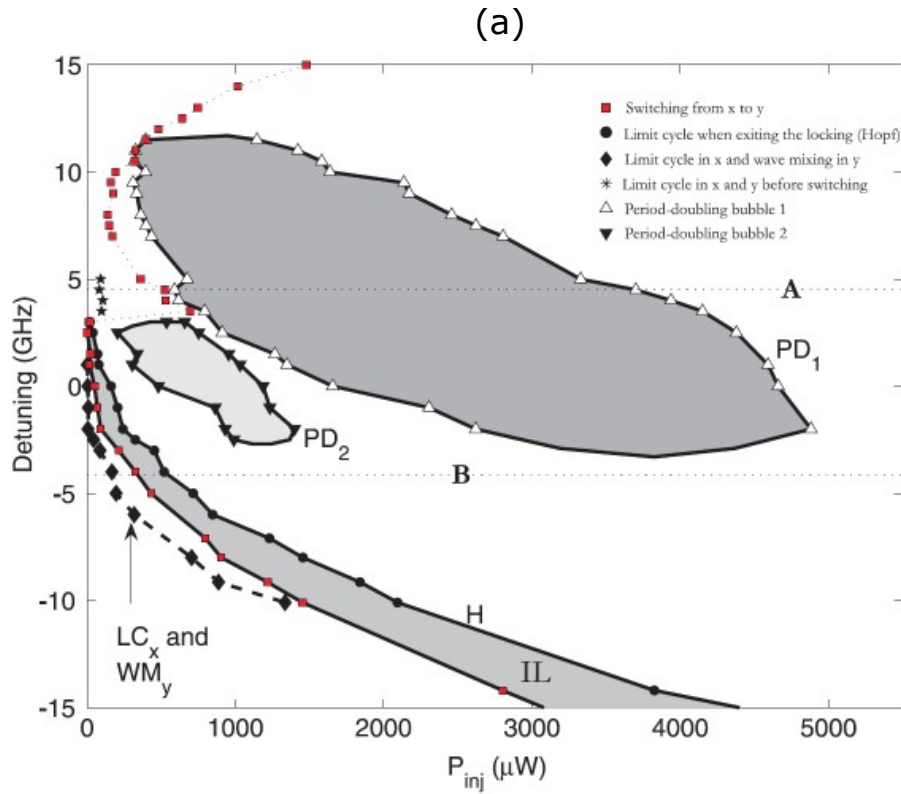 (a)
15
10
5
0
-5
-10
-15
Detuning (GHz)
0
1000
2000
3000
4000
5000
P_inj (μW)
Switching from x to y
Limit cycle when exiting the locking (Hopf)
Limit cycle in x and wave mixing in y
Limit cycle in x and y before switching
Period-doubling bubble 1
Period-doubling bubble 2
A
PD_1
PD_2
B
H
IL
LC_x and
WM_y